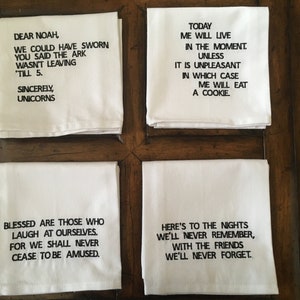 DEAR NOAH,
WE COULD HAVE SWORN
YOU SAID THE ARK
WASN'T LEAVING
'TILL 5.
SINCERELY,
UNICORNS
TODAY
ME WILL LIVE
IN THE MOMENT.
UNLESS
IT IS UNPLEASANT
IN WHICH CASE
ME WILL EAT
A COOKIE.
BLESSED ARE THOSE WHO
LAUGH AT OURSELVES.
FOR WE SHALL NEVER
CEASE TO BE AMUSED.
HERE'S TO THE NIGHTS
WE'LL NEVER REMEMBER,
WITH THE FRIENDS
WE'LL NEVER FORGET.